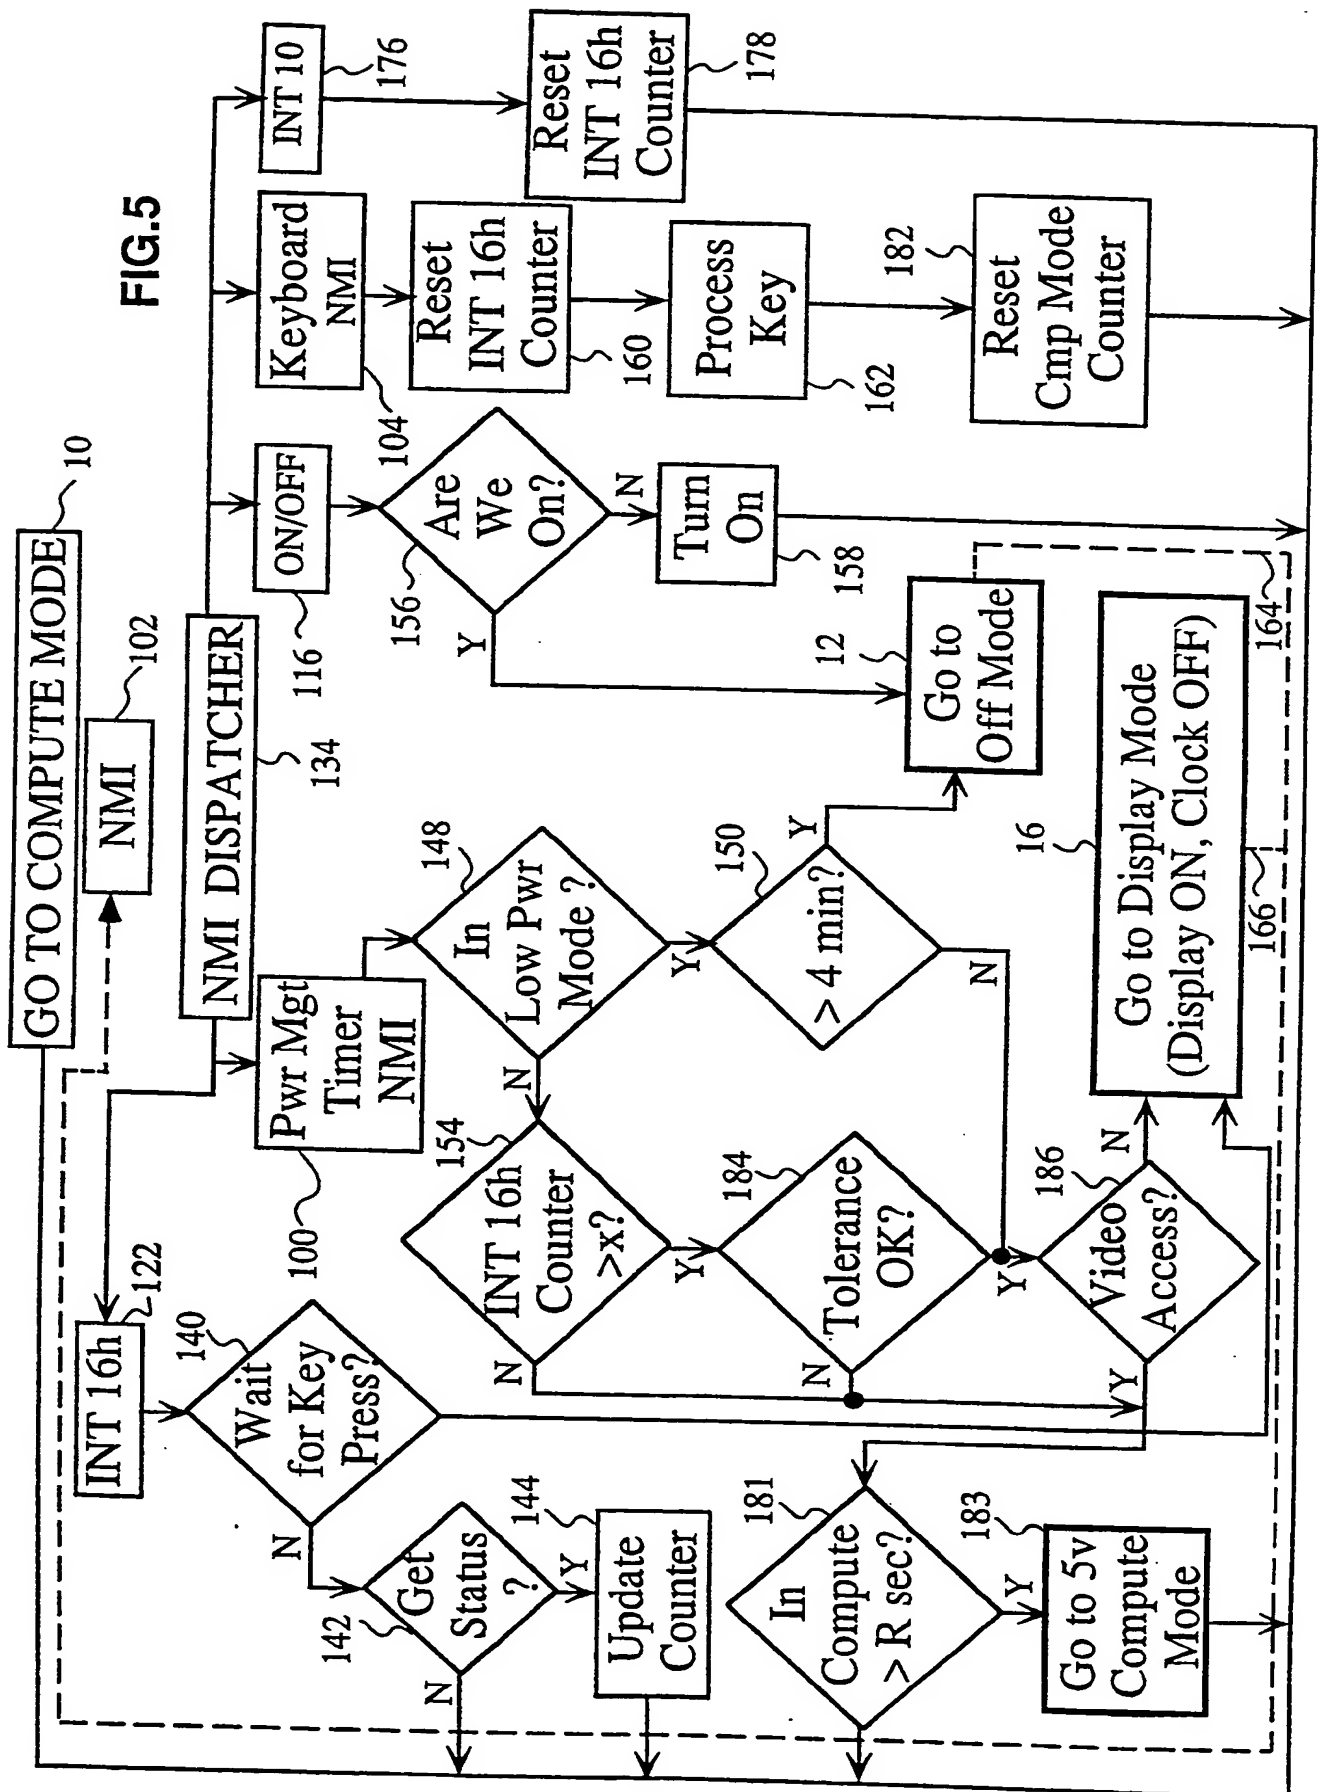 FIG.5
GO TO COMPUTE MODE
10
NMI
102
NMI DISPATCHER
134
INT 16h
122
Wait
for Key
Press?
140
N
Get
Status
?
142
N
Y
Update
Counter
144
Pwr Mgt
Timer
NMI
100
In
Low Pwr
Mode ?
148
N
Y
INT 16h
Counter
>x?
154
N
Y
> 4 min?
150
Y
N
Tolerance
OK?
184
N
Y
Video
Access?
186
N
Y
In
Compute
> R sec?
181
Y
Go to 5v
Compute
Mode
183
Go to Display Mode
(Display ON, Clock OFF)
16
166
164
ON/OFF
116
Are
We
On?
156
Y
N
Turn
On
158
Go to
Off Mode
12
Keyboard
NMI
104
Reset
INT 16h
Counter
160
Process
Key
162
Reset
Cmp Mode
Counter
182
INT 10
176
Reset
INT 16h
Counter
178